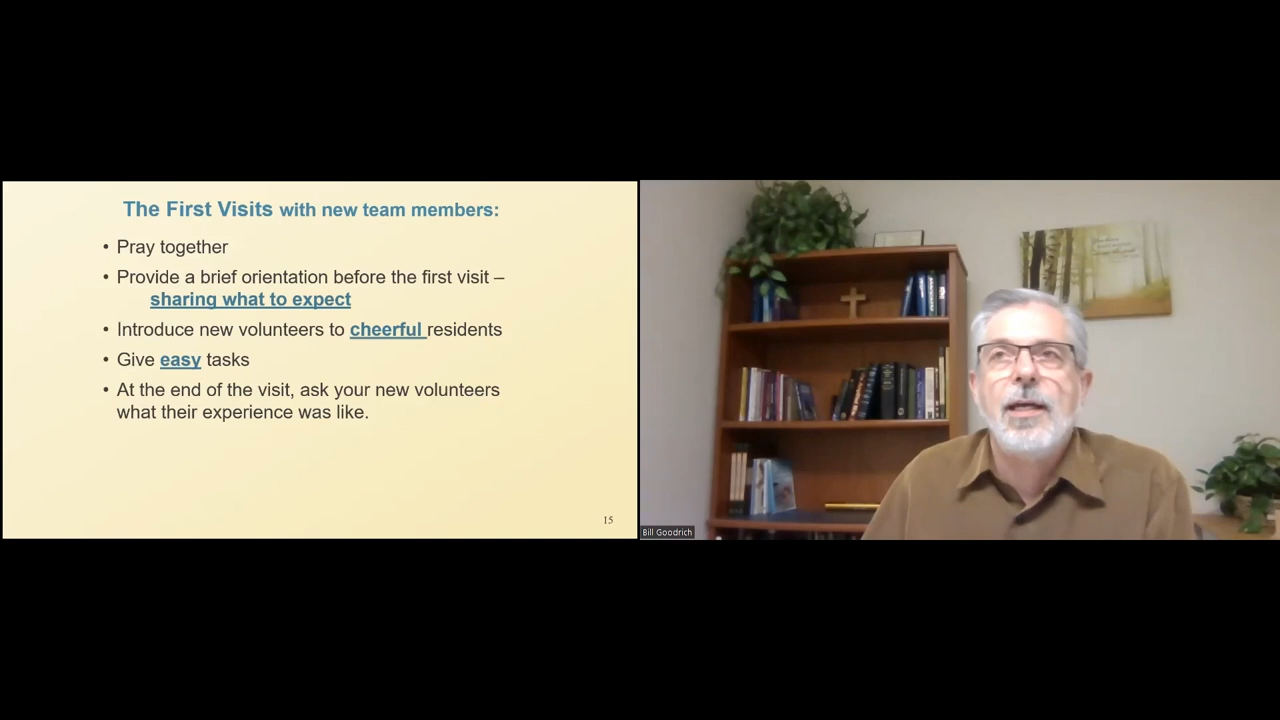 The First Visits with new team members:
• Pray together
• Provide a brief orientation before the first visit –
sharing what to expect
• Introduce new volunteers to cheerful residents
• Give easy tasks
• At the end of the visit, ask your new volunteers
what their experience was like.
15
Bill Goodrich